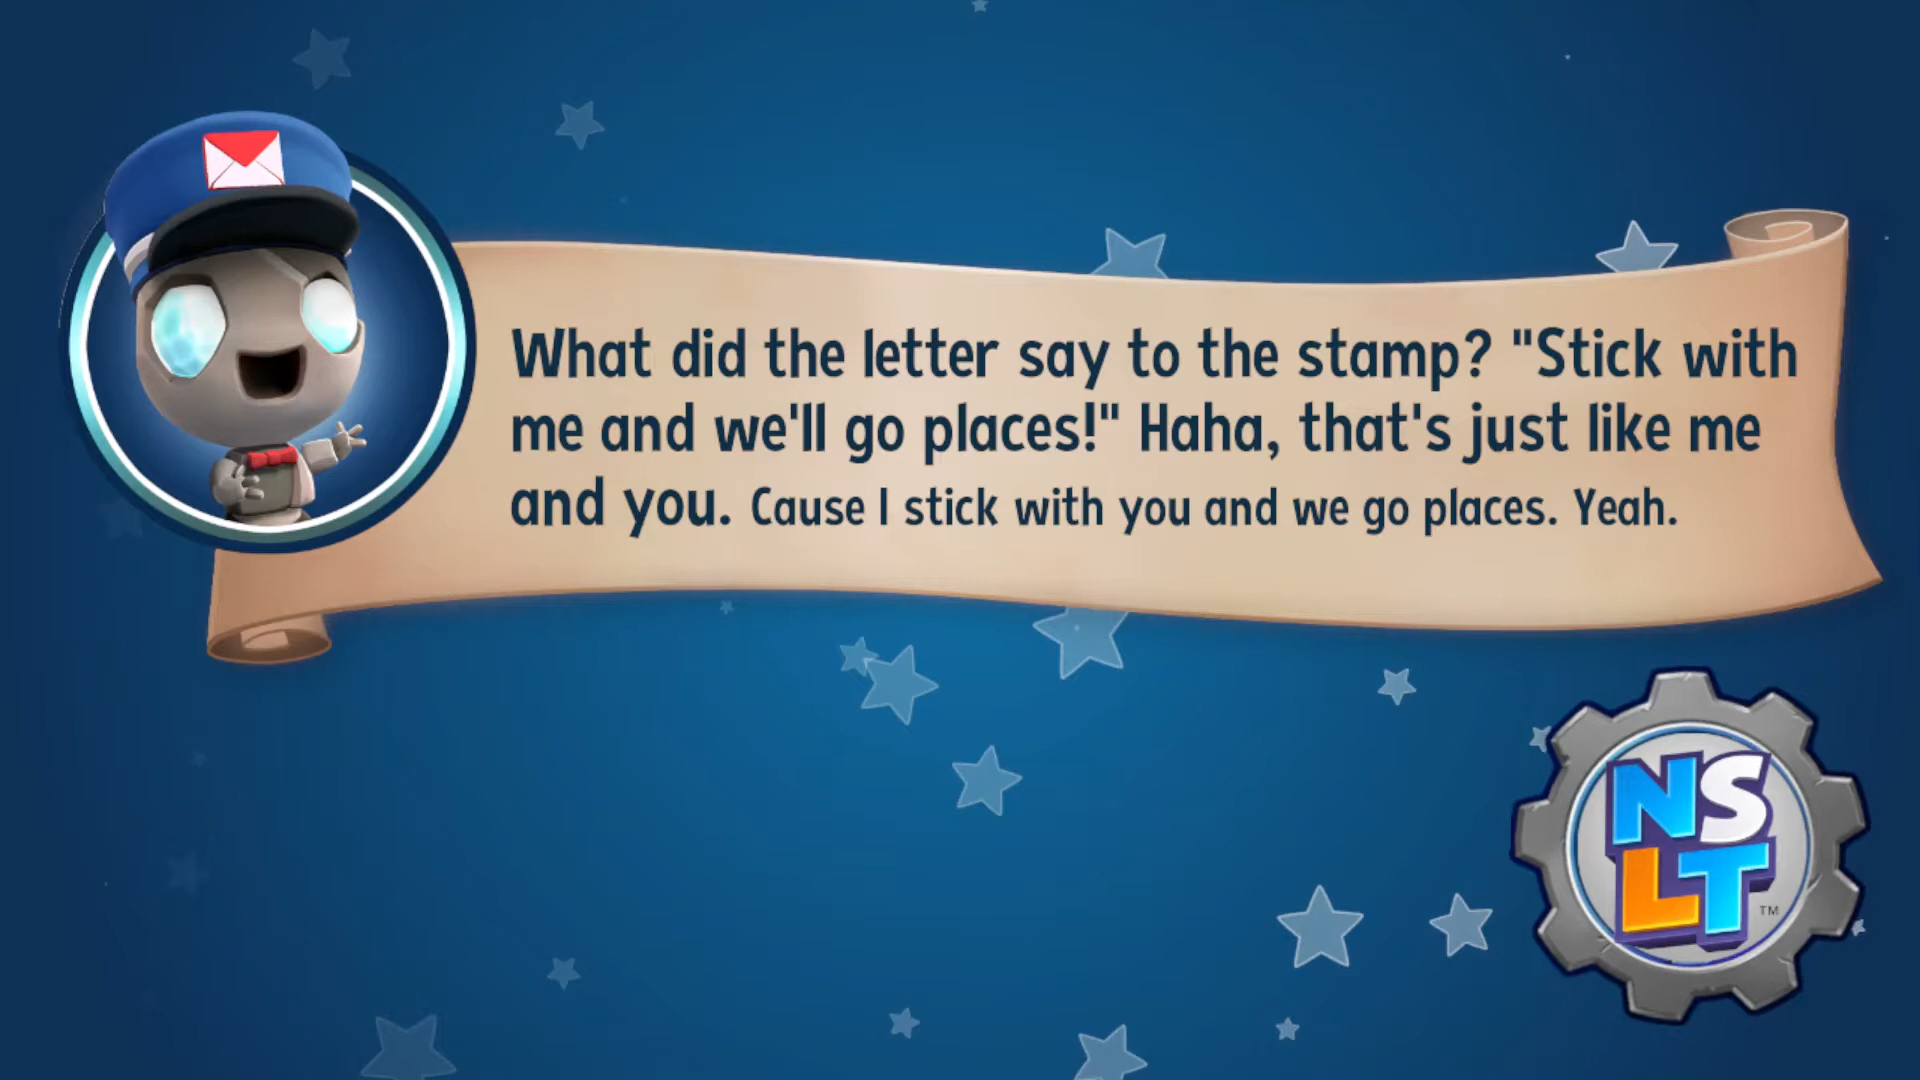 What did the letter say to the stamp? "Stick with
me and we'll go places!" Haha, that's just like me
and you. Cause I stick with you and we go places. Yeah.
NS
LT
TM